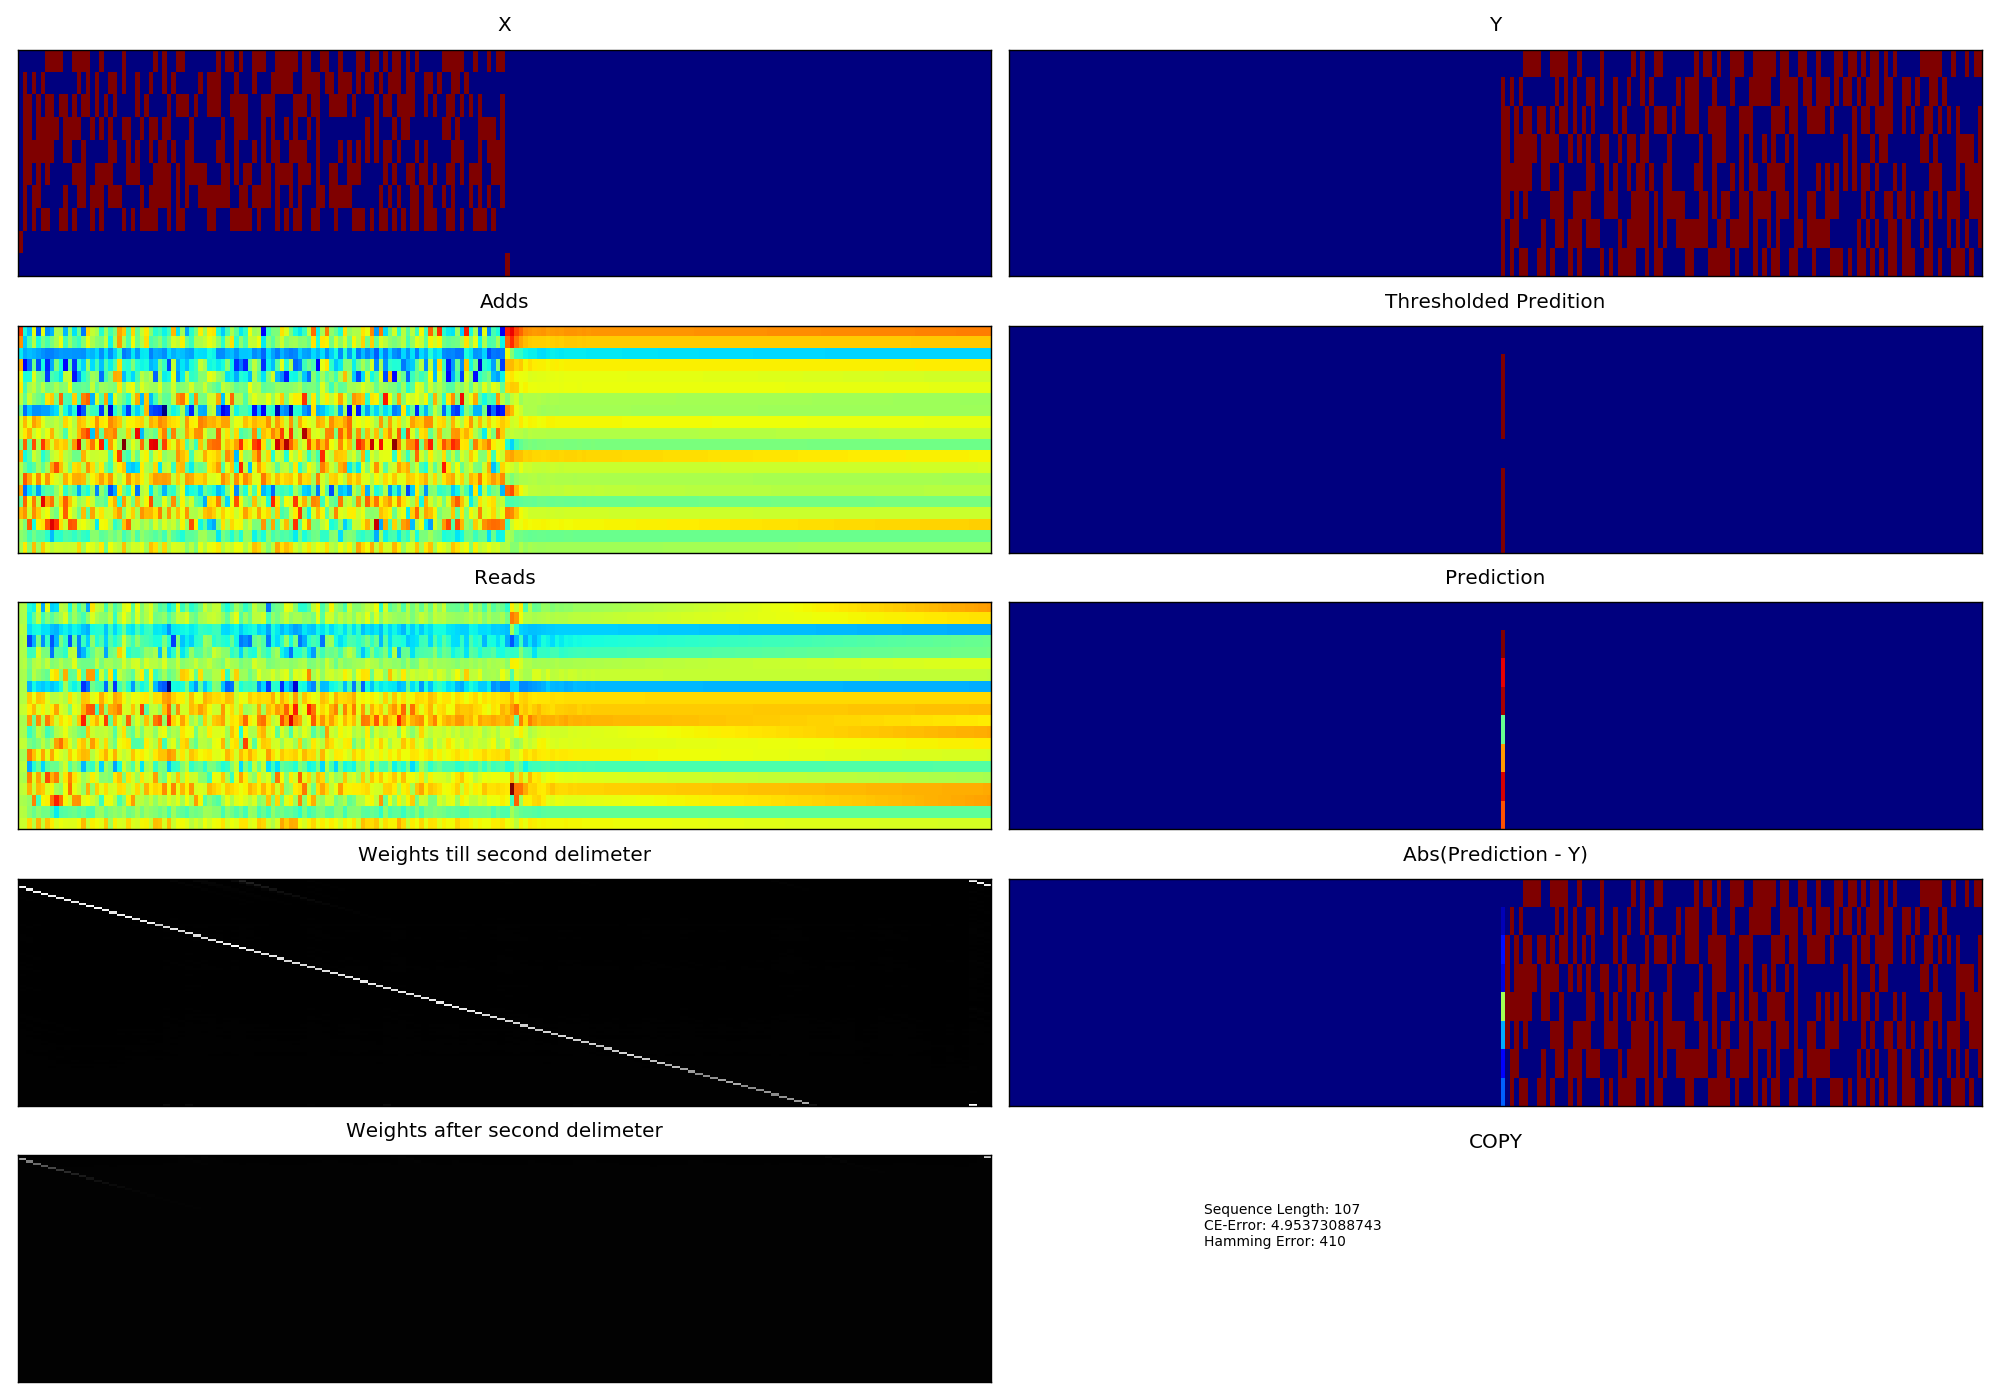 X
Y
Adds
Thresholded Predition
Reads
Prediction
Weights till second delimeter
Abs(Prediction - Y)
Weights after second delimeter
COPY
Sequence Length: 107
CE-Error: 4.95373088743
Hamming Error: 410